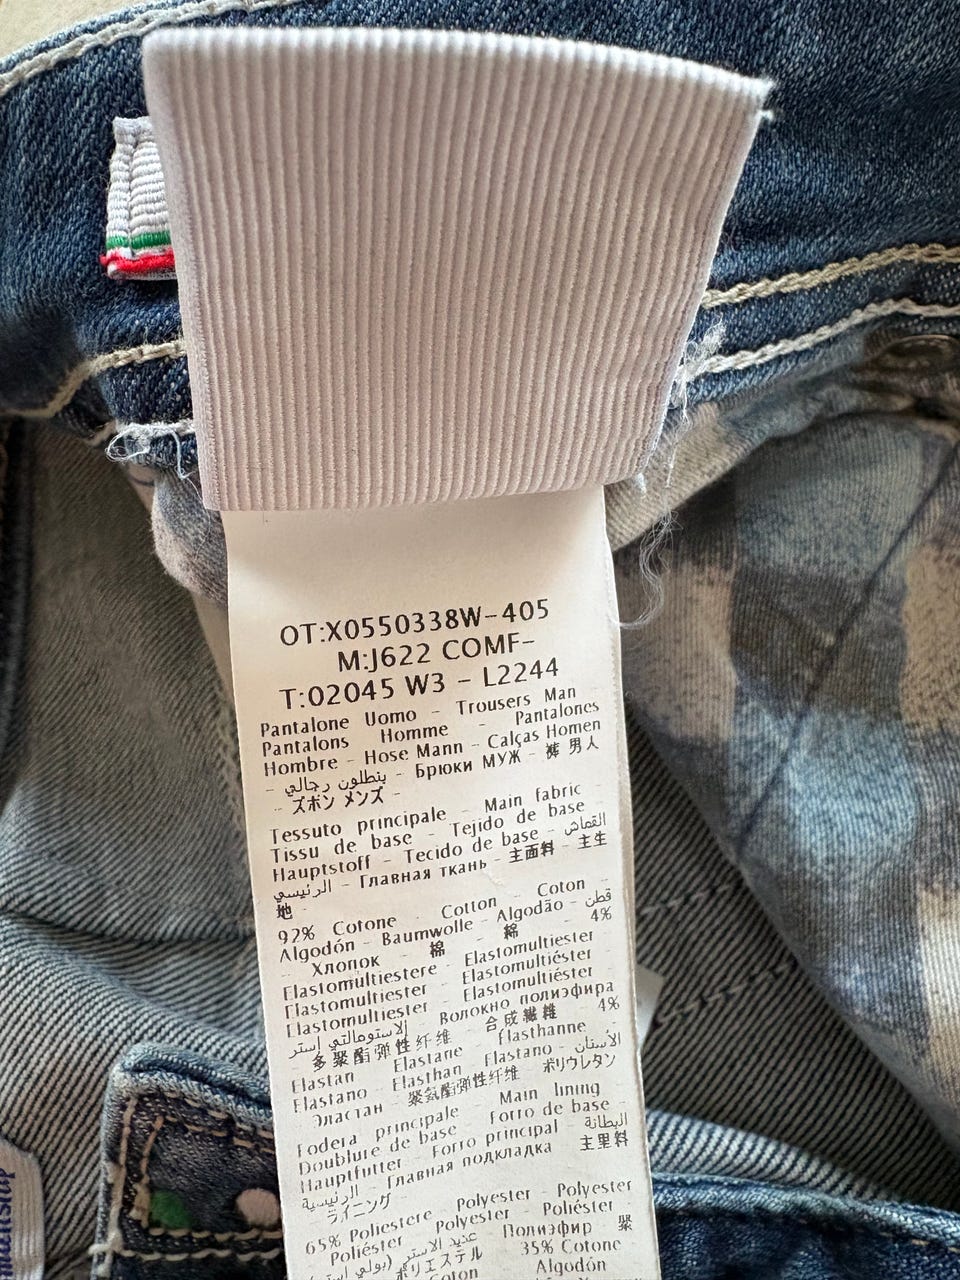 OT:X0550338W-405
M:J622 COMF-
T:02045 W3 - L2244
Pantalone Uomo - Trousers Man
Pantalons Homme - Pantalones
Hombre - Hose Mann - Calças Homen
بنطلون رجالي - Брюки МУЖ - 裤 男人
- ズボン メンズ -
Tessuto principale - Main fabric
Tissu de base - Tejido de base -
Hauptstoff - Tecido de base - القماش
الرئيسي - Главная ткань - 主面料 - 主生
地 -
92% Cotone - Cotton - Coton -
Algodón - Baumwolle - Algodão - قطن
- Хлопок - 棉 - 綿 4%
Elastomultiestere - Elastomultiester
Elastomultiester - Elastomultiéster
Elastomultiester - Elastomultiéster
الاستومالتي إستر - Волокно полиэфира
- 多聚酯弹性纤维 - 合成繊維 4%
Elastan Elastane - Elasthanne -
Elastano - Elasthan - Elastano - الأستان
Эластан - 聚氨酯弹性纤维 - ポリウレタン
Fodera principale - Main lining
Doublure de base - Forro de base -
Hauptfutter - Forro principal - البطانة
الرئيسية - Главная подкладка - 主里料
- ライニング
65% Poliestere - Polyester - Polyester
Poliéster - Polyester - Poliéster
Полиэфир 聚
ポリエステル 35% Cotone
Coton Algodón